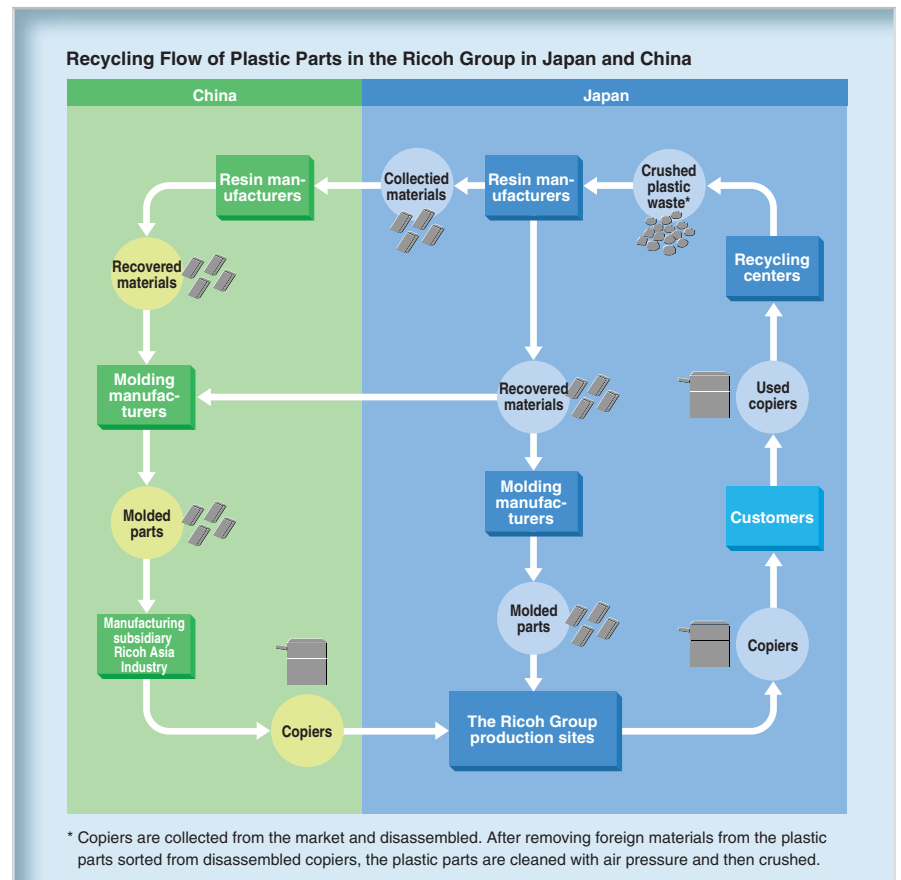 Recycling Flow of Plastic Parts in the Ricoh Group in Japan and China
China
Japan
Resin man-
ufacturers
Collectied
materials
Resin man-
ufacturers
Crushed
plastic
waste*
Recovered
materials
Recycling
centers
Molding
manufac-
turers
Recovered
materials
Used
copiers
Molded
parts
Molding
manufac-
turers
Customers
Manufacturing
subsidiary
Ricoh Asia
Industry
Molded
parts
Copiers
Copiers
The Ricoh Group
production sites
* Copiers are collected from the market and disassembled. After removing foreign materials from the plastic
parts sorted from disassembled copiers, the plastic parts are cleaned with air pressure and then crushed.